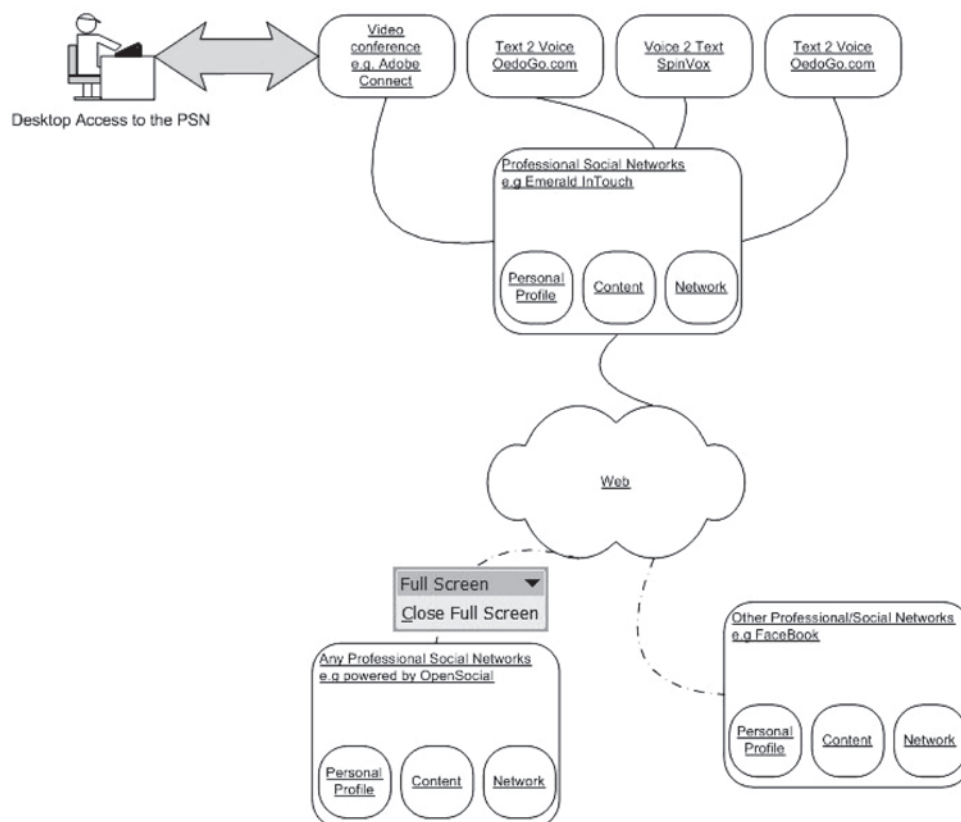 Video
conference
e.g. Adobe
Connect
Text 2 Voice
OedoGo.com
Voice 2 Text
SpinVox
Text 2 Voice
OedoGo.com
Desktop Access to the PSN
Professional Social Networks
e.g Emerald InTouch
Personal
Profile
Content
Network
Web
Full Screen
Close Full Screen
Any Professional Social Networks
e.g powered by OpenSocial
Personal
Profile
Content
Network
Other Professional/Social Networks
e.g FaceBook
Personal
Profile
Content
Network